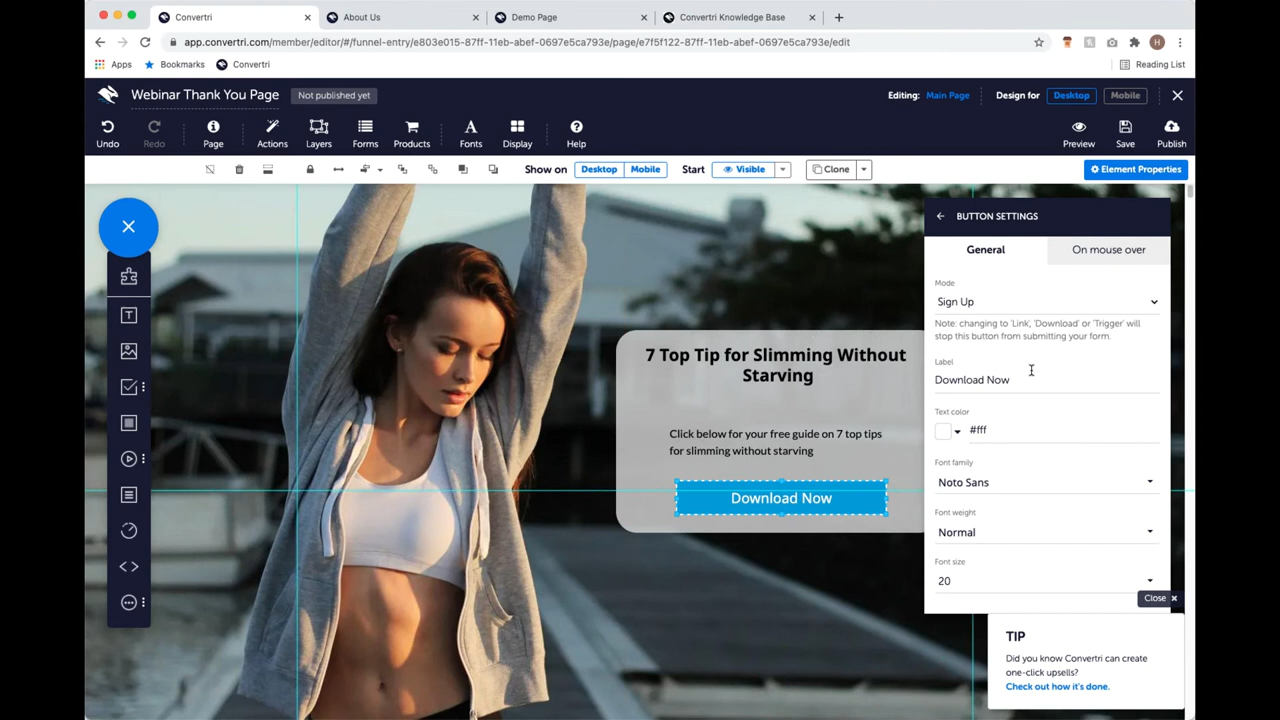 Convertri
About Us
Demo Page
Convertri Knowledge Base
app.convertri.com/member/editor/#/funnel-entry/e803e015-87ff-11eb-abef-0697e5ca793e/page/e7f5f122-87ff-11eb-abef-0697e5ca793e/edit
H
Apps
Bookmarks
Convertri
Reading List
Webinar Thank You Page
Not published yet
Editing: Main Page
Design for Desktop Mobile
Undo
Redo
Page
Actions
Layers
Forms
Products
Fonts
Display
Help
Preview
Save
Publish
Show on Desktop Mobile
Start Visible
Clone
Element Properties
BUTTON SETTINGS
General
On mouse over
Mode
Sign Up
Note: changing to 'Link', 'Download' or 'Trigger' will
stop this button from submitting your form.
Label
Download Now
Text color
#fff
Font family
Noto Sans
Font weight
Normal
Font size
20
Close x
7 Top Tip for Slimming Without
Starving
Click below for your free guide on 7 top tips
for slimming without starving
Download Now
TIP
Did you know Convertri can create
one-click upsells?
Check out how it's done.